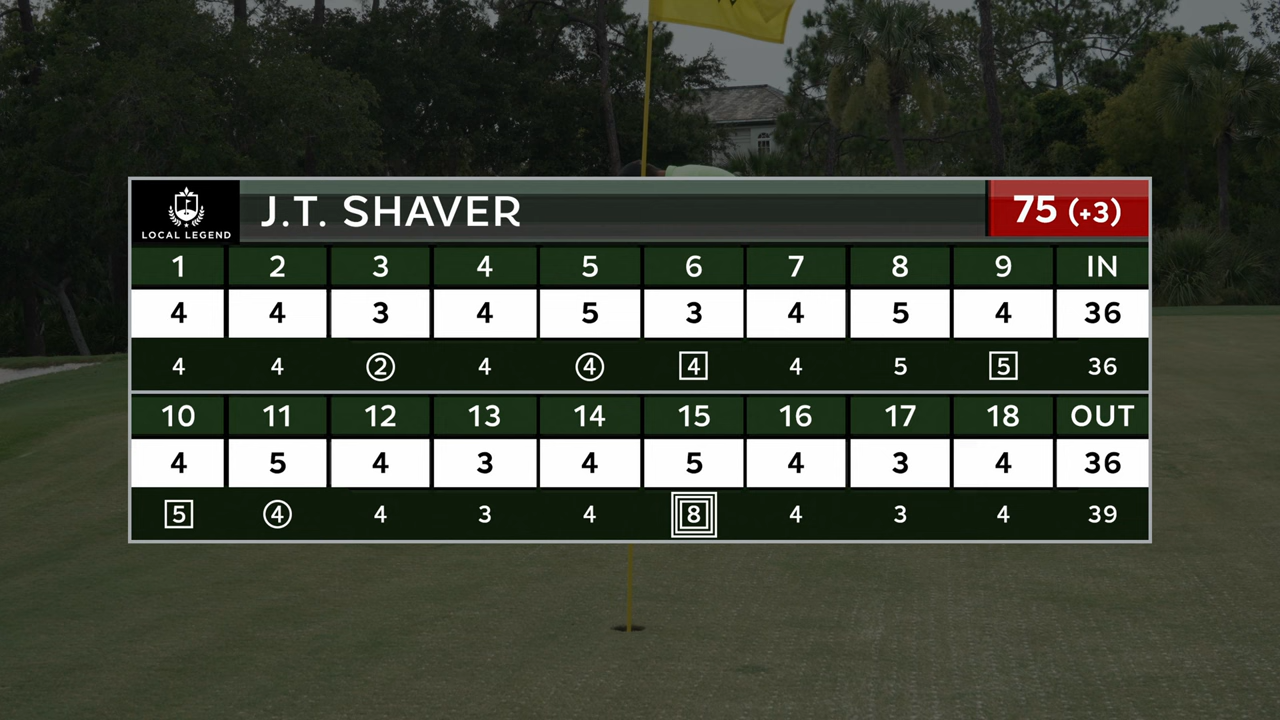 LOCAL LEGEND
J.T. SHAVER 75 (+3)
1 2 3 4 5 6 7 8 9 IN
4 4 3 4 5 3 4 5 4 36
4 4 2 4 4 4 4 5 5 36
10 11 12 13 14 15 16 17 18 OUT
4 5 4 3 4 5 4 3 4 36
5 4 4 3 4 8 4 3 4 39